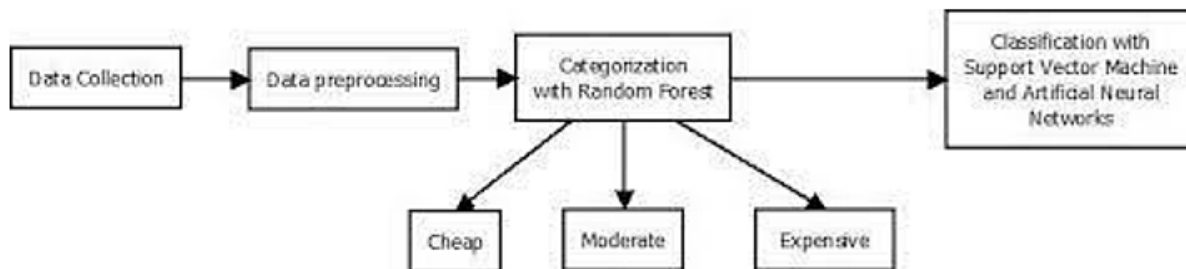 Data Collection
Data preprocessing
Categorization
with Random Forest
Classification with
Support Vector Machine
and Artificial Neural
Networks
Cheap
Moderate
Expensive